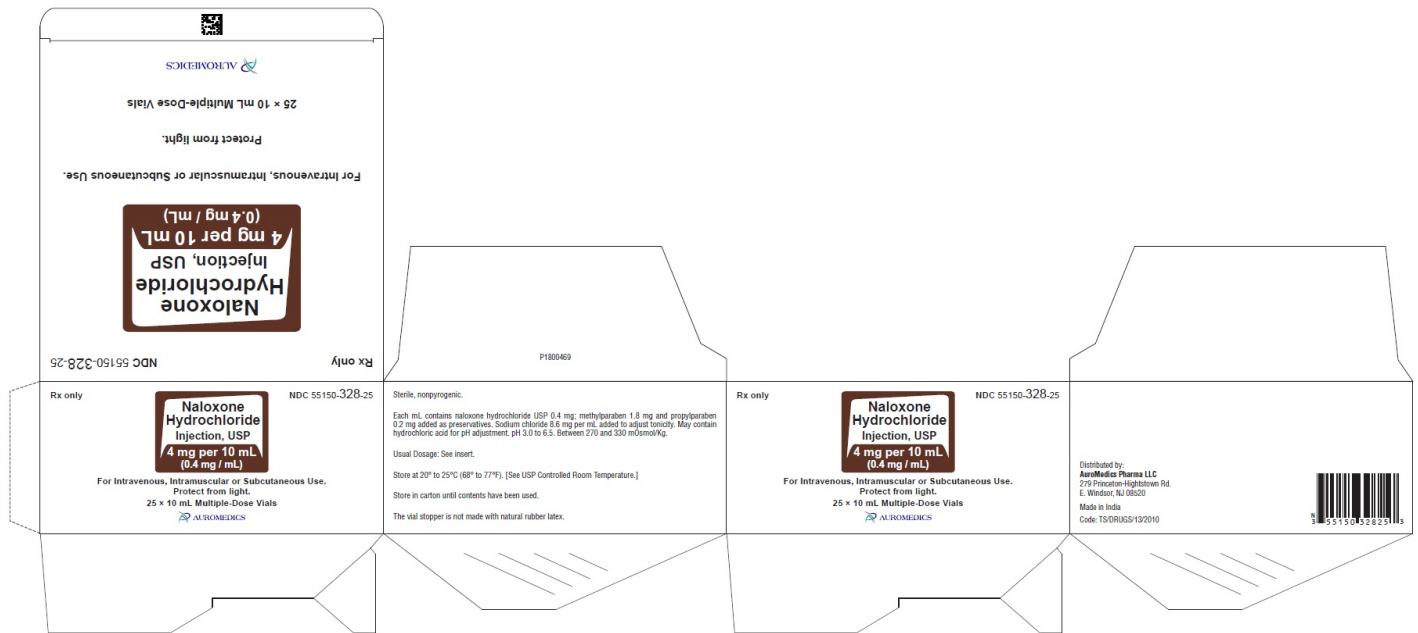 AUROMEDICS
25 × 10 mL Multiple-Dose Vials
Protect from light.
For Intravenous, Intramuscular or Subcutaneous Use.
(0.4 mg / mL)
4 mg per 10 mL
Injection, USP
Hydrochloride
Naloxone
Rx only NDC 55150-328-25
P1800469
Rx only NDC 55150-328-25
Naloxone
Hydrochloride
Injection, USP
4 mg per 10 mL
(0.4 mg / mL)
For Intravenous, Intramuscular or Subcutaneous Use.
Protect from light.
25 × 10 mL Multiple-Dose Vials
AUROMEDICS
Sterile, nonpyrogenic.
Each mL contains naloxone hydrochloride USP 0.4 mg; methylparaben 1.8 mg and propylparaben
0.2 mg added as preservatives. Sodium chloride 8.6 mg per mL added to adjust tonicity. May contain
hydrochloric acid for pH adjustment. pH 3.0 to 6.5. Between 270 and 330 mOsmol/Kg.
Usual Dosage: See insert.
Store at 20° to 25°C (68° to 77°F). [See USP Controlled Room Temperature.]
Store in carton until contents have been used.
The vial stopper is not made with natural rubber latex.
Rx only NDC 55150-328-25
Naloxone
Hydrochloride
Injection, USP
4 mg per 10 mL
(0.4 mg / mL)
For Intravenous, Intramuscular or Subcutaneous Use.
Protect from light.
25 × 10 mL Multiple-Dose Vials
AUROMEDICS
Distributed by:
AuroMedics Pharma LLC
279 Princeton-Hightstown Rd.
E. Windsor, NJ 08520
Made in India
Code: TS/DRUGS/13/2010
N
3 55150 32825 3